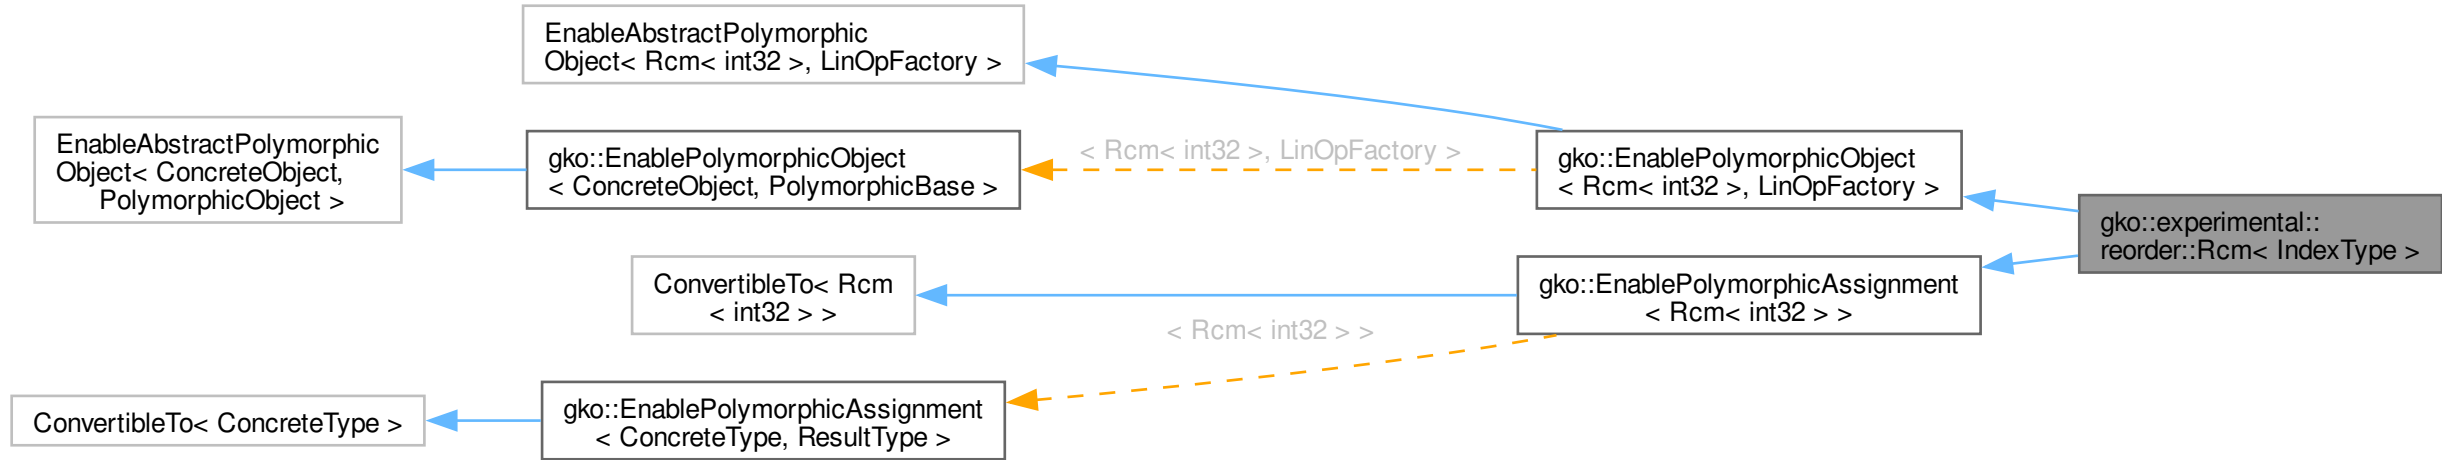 EnableAbstractPolymorphic
Object< Rcm< int32 >, LinOpFactory >
EnableAbstractPolymorphic
Object< ConcreteObject,
PolymorphicObject >
gko::EnablePolymorphicObject
< ConcreteObject, PolymorphicBase >
< Rcm< int32 >, LinOpFactory >
gko::EnablePolymorphicObject
< Rcm< int32 >, LinOpFactory >
gko::experimental::
reorder::Rcm< IndexType >
ConvertibleTo< Rcm
< int32 > >
gko::EnablePolymorphicAssignment
< Rcm< int32 > >
< Rcm< int32 > >
ConvertibleTo< ConcreteType >
gko::EnablePolymorphicAssignment
< ConcreteType, ResultType >